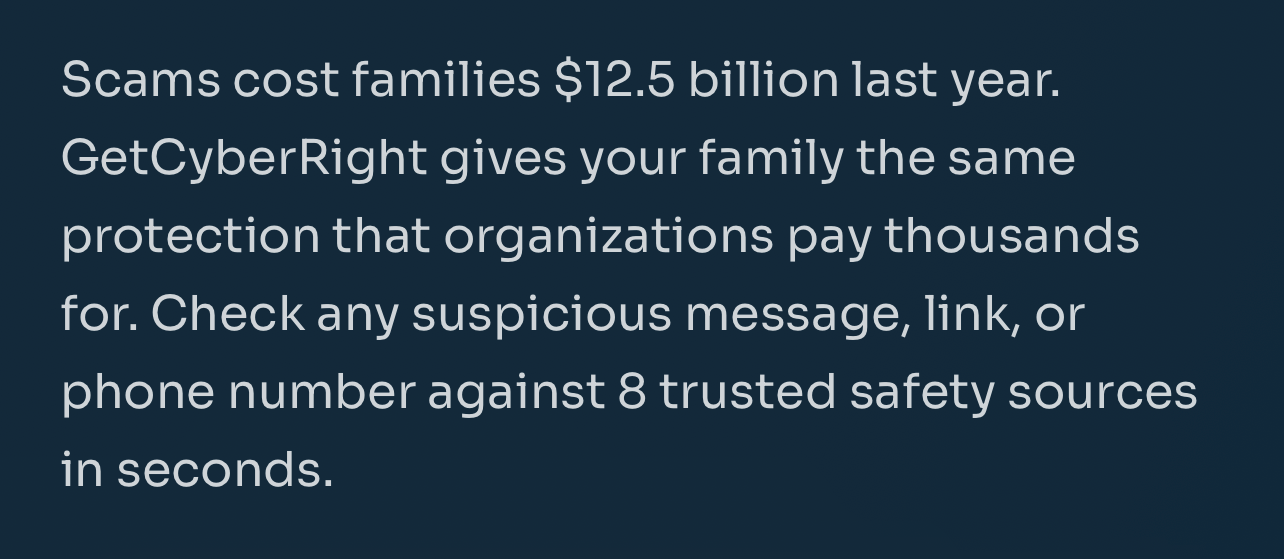 Scams cost families $12.5 billion last year.
GetCyberRight gives your family the same
protection that organizations pay thousands
for. Check any suspicious message, link, or
phone number against 8 trusted safety sources
in seconds.